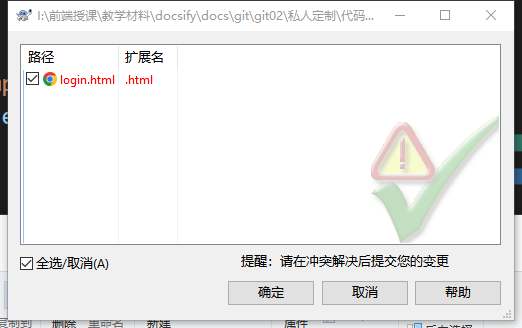 I:\前端授课\教学材料\docsify\docs\git\git02\私人定制\代码...
路径 扩展名
login.html .html
全选/取消(A)
提醒：请在冲突解决后提交您的变更
确定 取消 帮助
复制到 删除 重命名 新建 属性